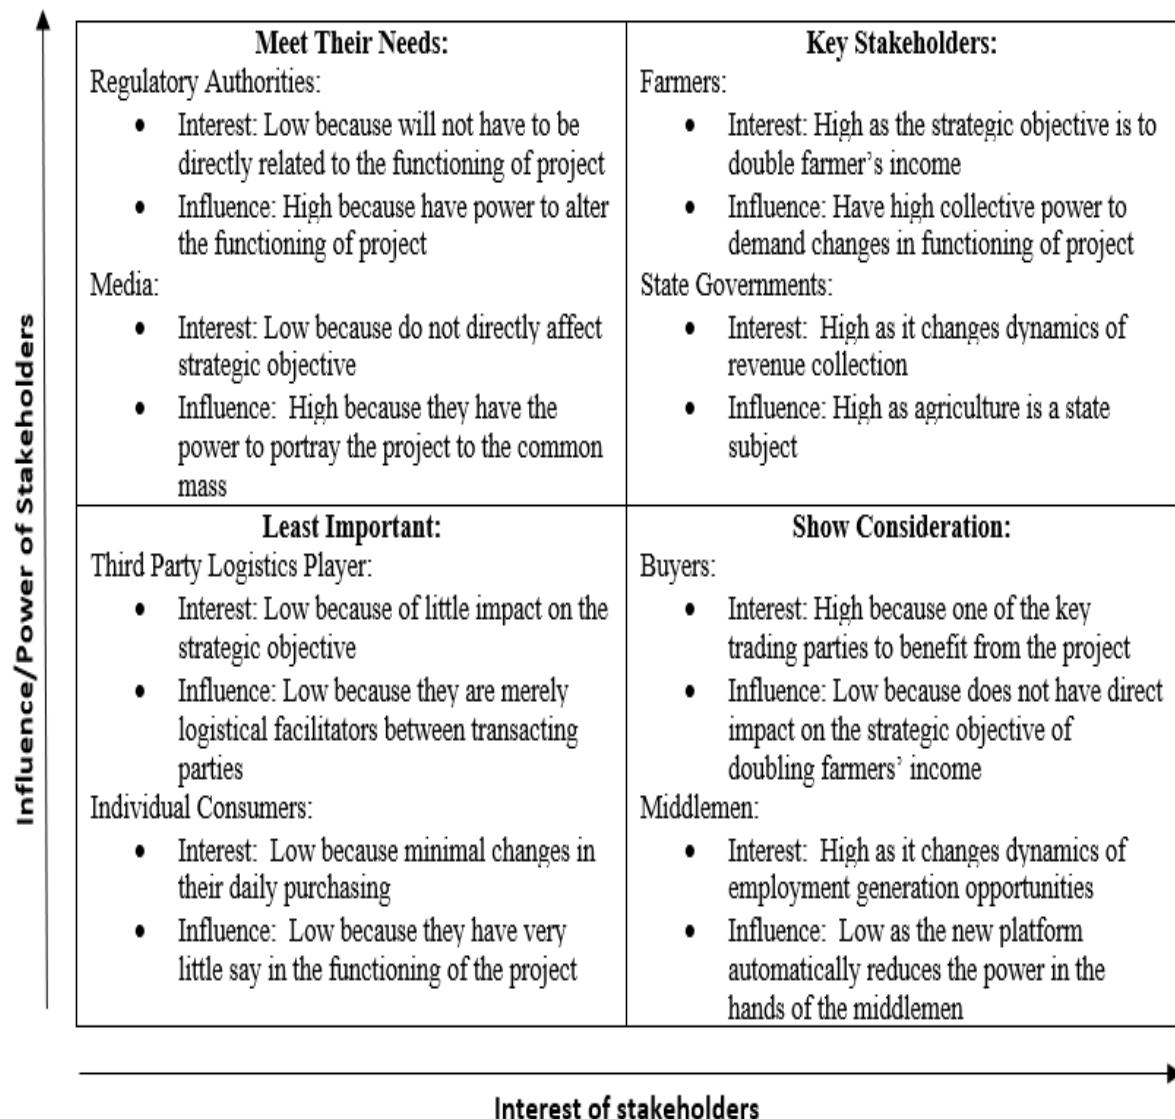 Meet Their Needs:
Regulatory Authorities:
• Interest: Low because will not have to be
directly related to the functioning of project
• Influence: High because have power to alter
the functioning of project
Media:
• Interest: Low because do not directly affect
strategic objective
• Influence: High because they have the
power to portray the project to the common
mass
Key Stakeholders:
Farmers:
• Interest: High as the strategic objective is to
double farmer’s income
• Influence: Have high collective power to
demand changes in functioning of project
State Governments:
• Interest: High as it changes dynamics of
revenue collection
• Influence: High as agriculture is a state
subject
Least Important:
Third Party Logistics Player:
• Interest: Low because of little impact on the
strategic objective
• Influence: Low because they are merely
logistical facilitators between transacting
parties
Individual Consumers:
• Interest: Low because minimal changes in
their daily purchasing
• Influence: Low because they have very
little say in the functioning of the project
Show Consideration:
Buyers:
• Interest: High because one of the key
trading parties to benefit from the project
• Influence: Low because does not have direct
impact on the strategic objective of
doubling farmers’ income
Middlemen:
• Interest: High as it changes dynamics of
employment generation opportunities
• Influence: Low as the new platform
automatically reduces the power in the
hands of the middlemen
Influence/Power of Stakeholders
Interest of stakeholders